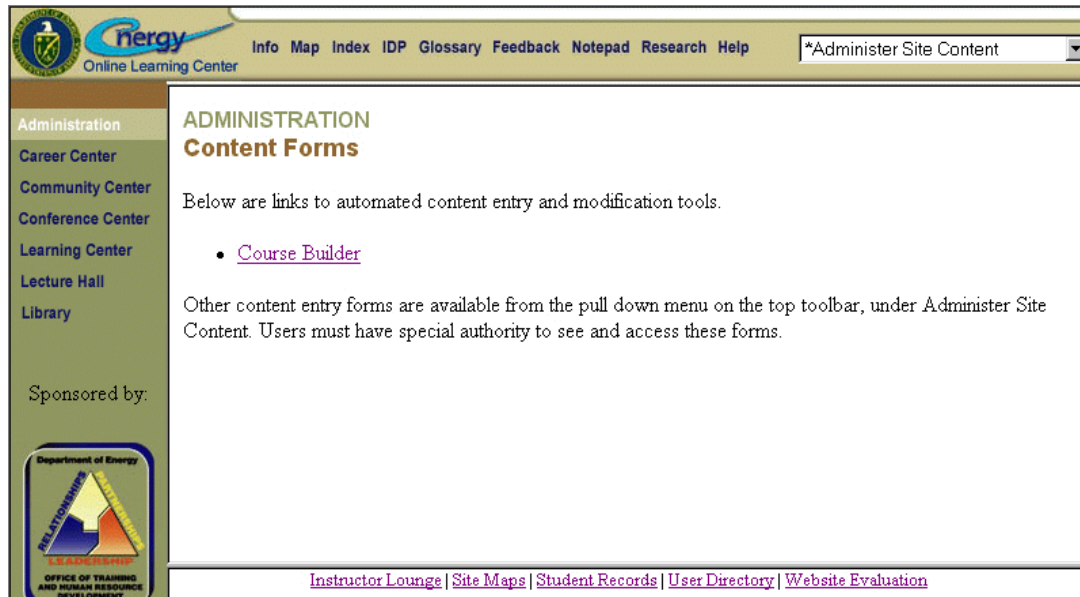 Energy
Online Learning Center
Info Map Index IDP Glossary Feedback Notepad Research Help
*Administer Site Content
Administration
Career Center
Community Center
Conference Center
Learning Center
Lecture Hall
Library
Sponsored by:
Department of Energy
RELATIONSHIPS
PARTNERSHIPS
LEADERSHIP
OFFICE OF TRAINING
AND HUMAN RESOURCE
DEVELOPMENT
ADMINISTRATION
Content Forms
Below are links to automated content entry and modification tools.
• Course Builder
Other content entry forms are available from the pull down menu on the top toolbar, under Administer Site
Content. Users must have special authority to see and access these forms.
Instructor Lounge | Site Maps | Student Records | User Directory | Website Evaluation